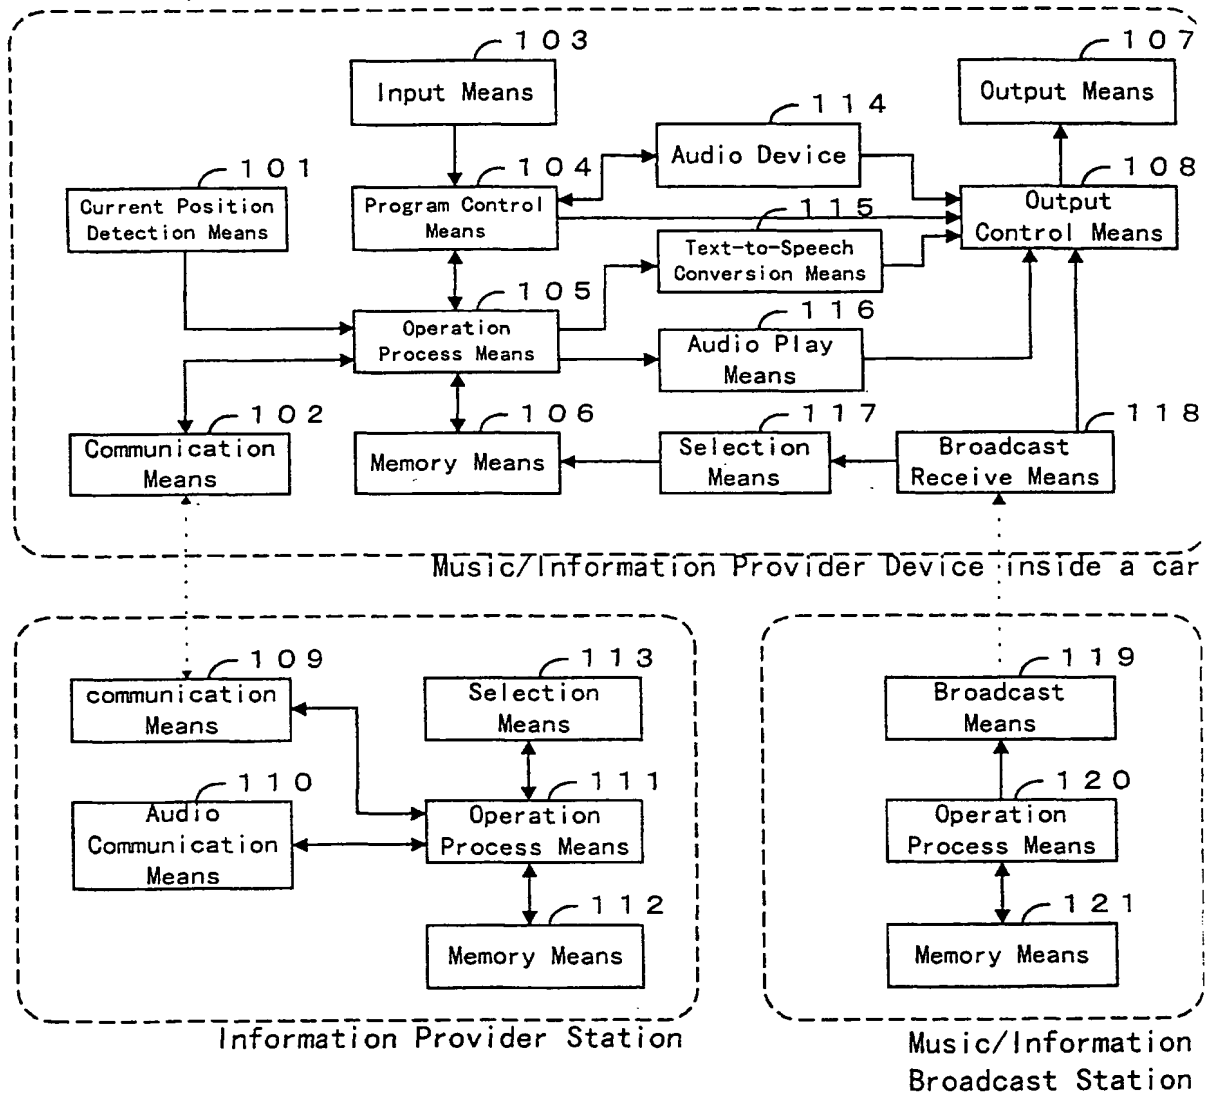 103
Input Means
107
Output Means
114
Audio Device
101
Current Position
Detection Means
104
Program Control
Means
108
Output
Control Means
115
Text-to-Speech
Conversion Means
105
Operation
Process Means
116
Audio Play
Means
102
Communication
Means
106
Memory Means
117
Selection
Means
118
Broadcast
Receive Means
Music/Information Provider Device inside a car
109
communication
Means
113
Selection
Means
110
Audio
Communication
Means
111
Operation
Process Means
112
Memory Means
Information Provider Station
119
Broadcast
Means
120
Operation
Process Means
121
Memory Means
Music/Information
Broadcast Station